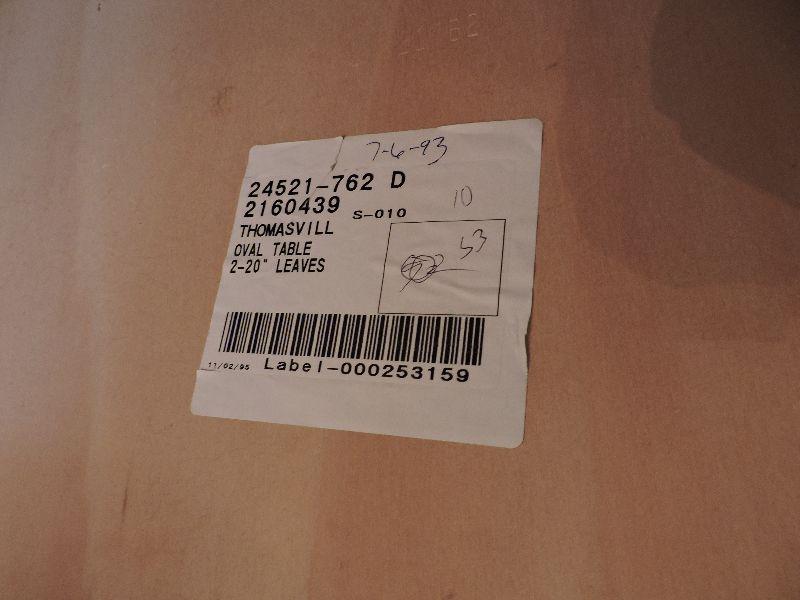 7-6-93
24521-762 D
2160439 S-010
10
THOMASVILL
OVAL TABLE
2-20" LEAVES
53
11/02/95 Label-000253159